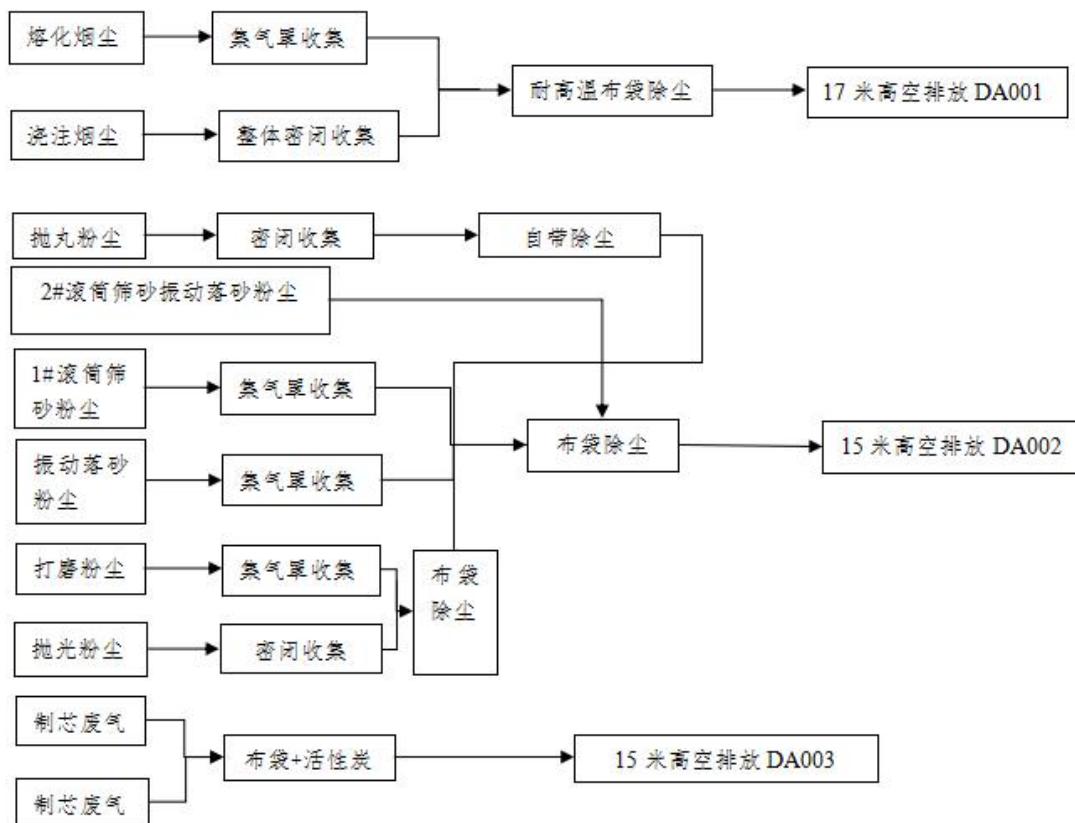 熔化烟尘
集气罩收集
耐高温布袋除尘
17 米高空排放 DA001
浇注烟尘
整体密闭收集
抛丸粉尘
密闭收集
自带除尘
2#滚筒筛砂振动落砂粉尘
1#滚筒筛
砂粉尘
集气罩收集
布袋除尘
15 米高空排放 DA002
振动落砂
粉尘
集气罩收集
打磨粉尘
集气罩收集
布袋
除尘
抛光粉尘
密闭收集
制芯废气
布袋+活性炭
15 米高空排放 DA003
制芯废气